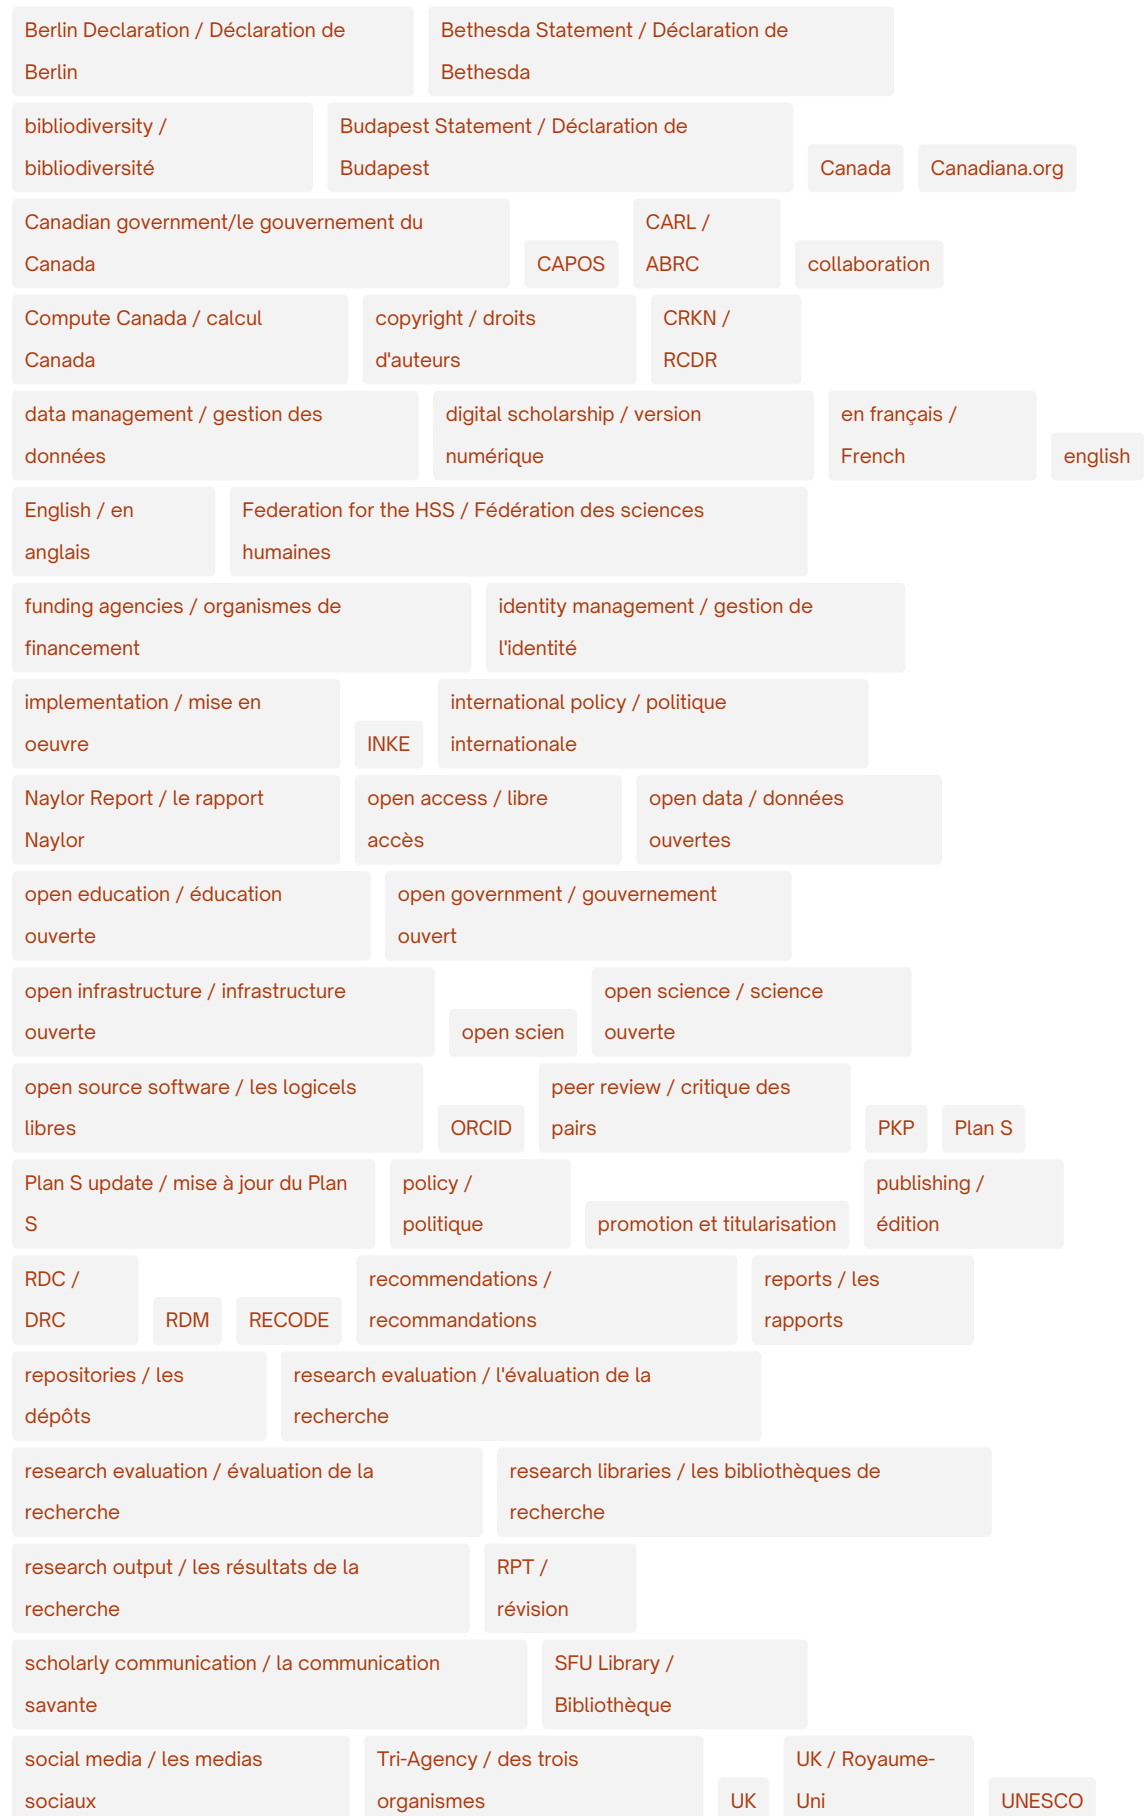 Berlin Declaration / Déclaration de
Berlin
Bethesda Statement / Déclaration de
Bethesda
bibliodiversity /
bibliodiversité
Budapest Statement / Déclaration de
Budapest
Canada
Canadiana.org
Canadian government/le gouvernement du
Canada
CAPOS
CARL /
ABRC
collaboration
Compute Canada / calcul
Canada
copyright / droits
d'auteurs
CRKN /
RCDR
data management / gestion des
données
digital scholarship / version
numérique
en français /
French
english
English / en
anglais
Federation for the HSS / Fédération des sciences
humaines
funding agencies / organismes de
financement
identity management / gestion de
l'identité
implementation / mise en
oeuvre
INKE
international policy / politique
internationale
Naylor Report / le rapport
Naylor
open access / libre
accès
open data / données
ouvertes
open education / éducation
ouverte
open government / gouvernement
ouvert
open infrastructure / infrastructure
ouverte
open scien
open science / science
ouverte
open source software / les logicels
libres
ORCID
peer review / critique des
pairs
PKP
Plan S
Plan S update / mise à jour du Plan
S
policy /
politique
promotion et titularisation
publishing /
édition
RDC /
DRC
RDM
RECODE
recommendations /
recommandations
reports / les
rapports
repositories / les
dépôts
research evaluation / l'évaluation de la
recherche
research evaluation / évaluation de la
recherche
research libraries / les bibliothèques de
recherche
research output / les résultats de la
recherche
RPT /
révision
scholarly communication / la communication
savante
SFU Library /
Bibliothèque
social media / les medias
sociaux
Tri-Agency / des trois
organismes
UK
UK / Royaume-
Uni
UNESCO